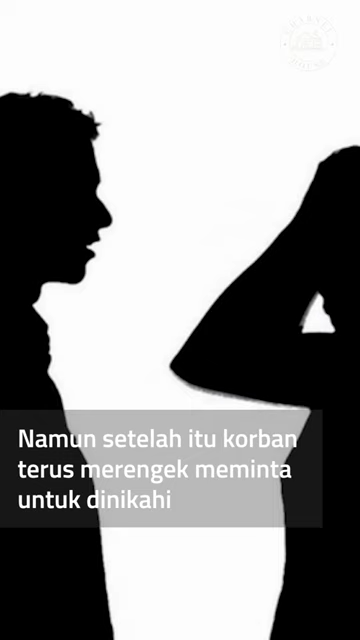 Namun setelah itu korban
terus merengek meminta
untuk dinikahi